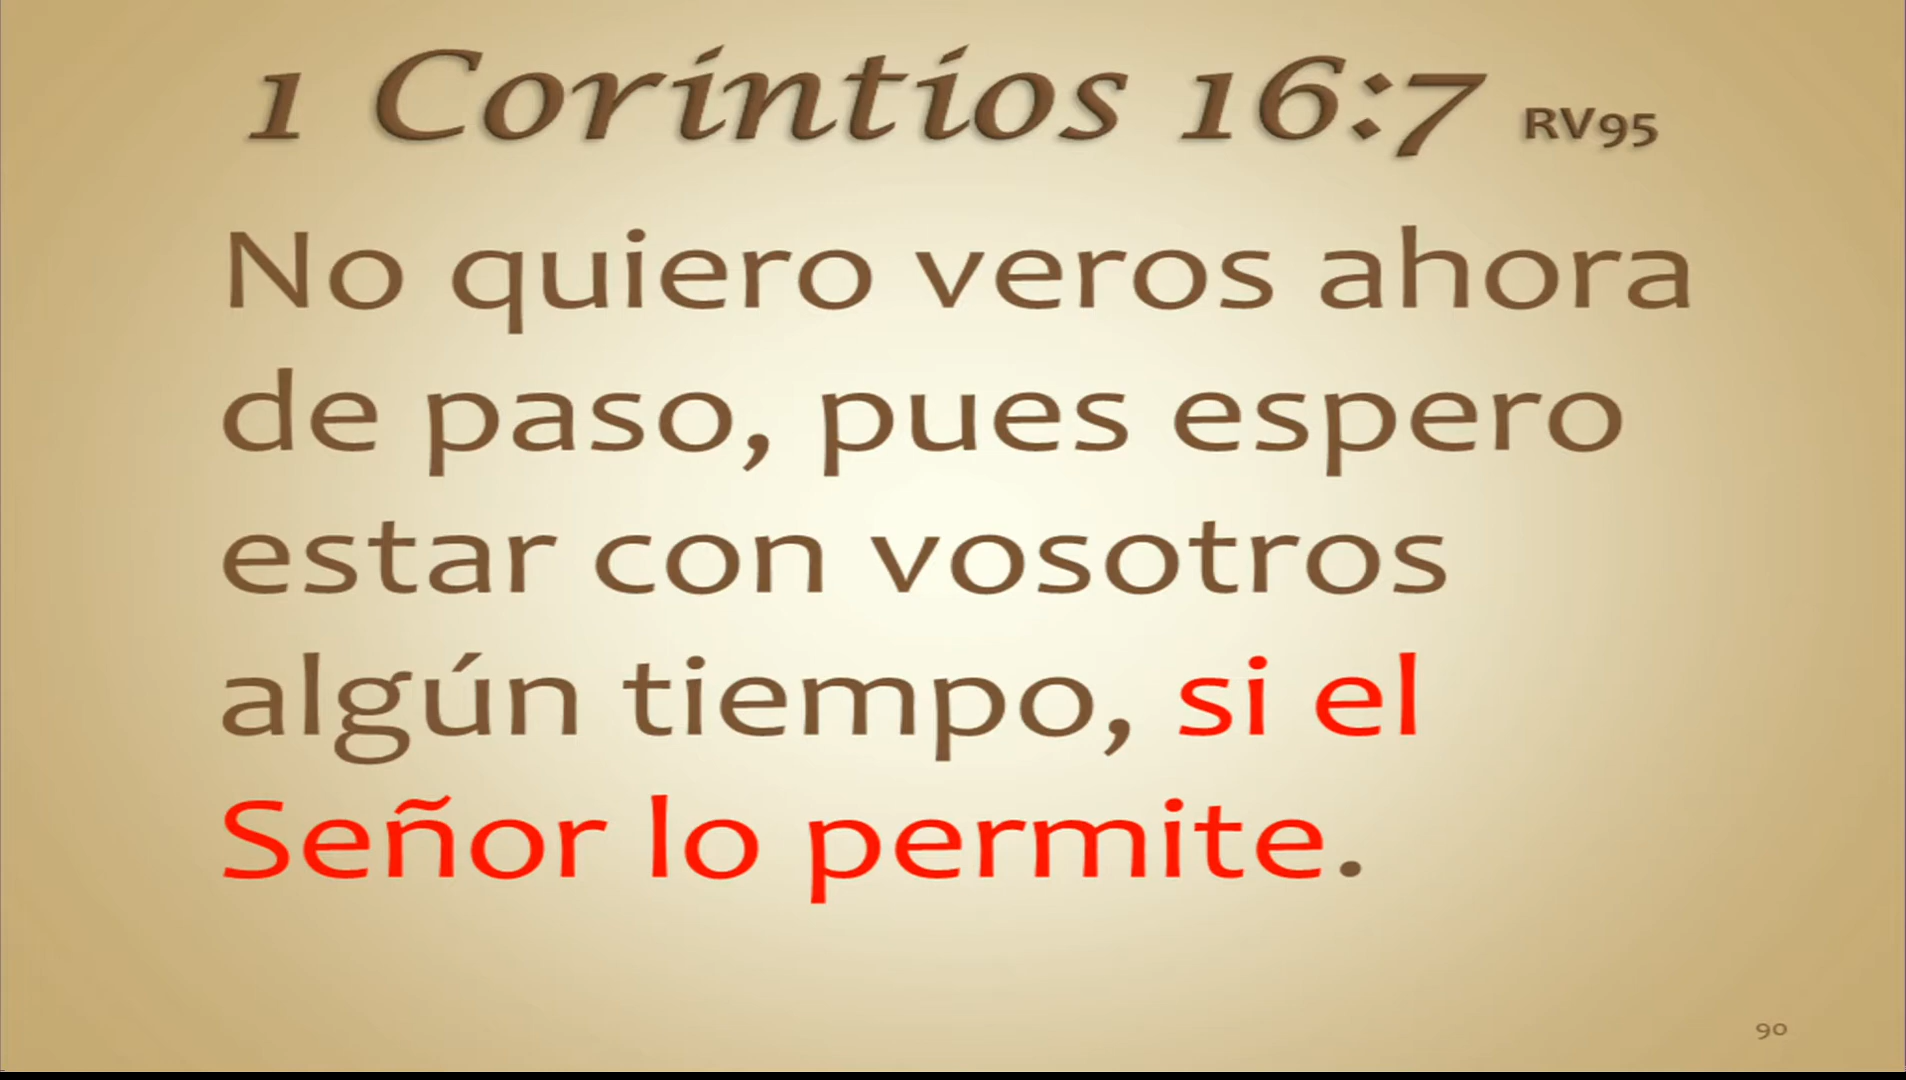 1 Corintios 16:7 RV95
No quiero veros ahora
de paso, pues espero
estar con vosotros
algún tiempo, si el
Señor lo permite.
90